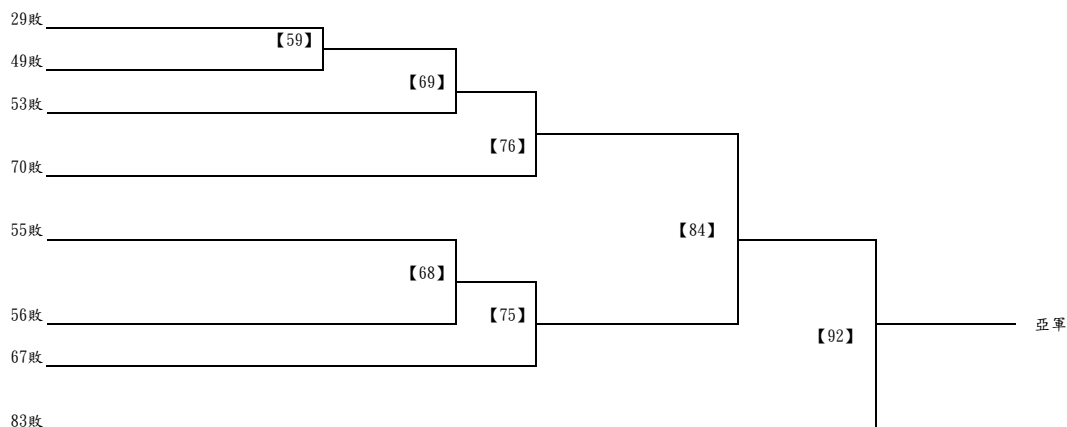 29敗
【59】
49敗
【69】
53敗
【76】
70敗
55敗
【84】
【68】
56敗
【75】
亞軍
【92】
67敗
83敗